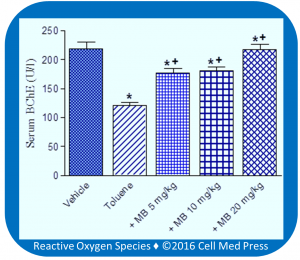 250
200
150
100
50
0
Serum BChE (U/l)
*
*+
*+
*+
Vehicle
Toluene
+ MB 5 mg/kg
+ MB 10 mg/kg
+ MB 20 mg/kg
Reactive Oxygen Species ♦ ©2016 Cell Med Press